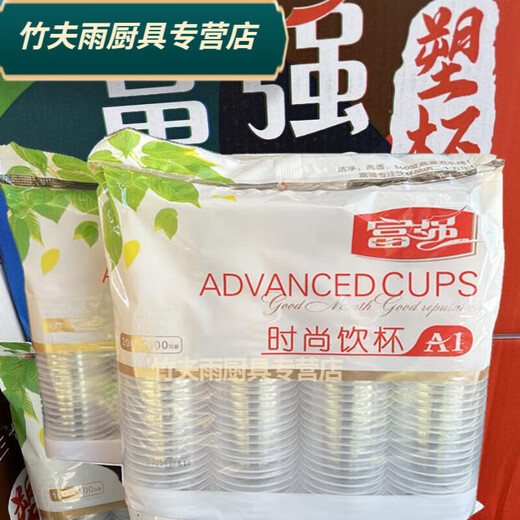 竹夫雨厨具专营店
富强
塑杯
富强
ADVANCED CUPS
Good Mouth Good reputation
时尚饮杯 A1
竹夫雨厨具专营店